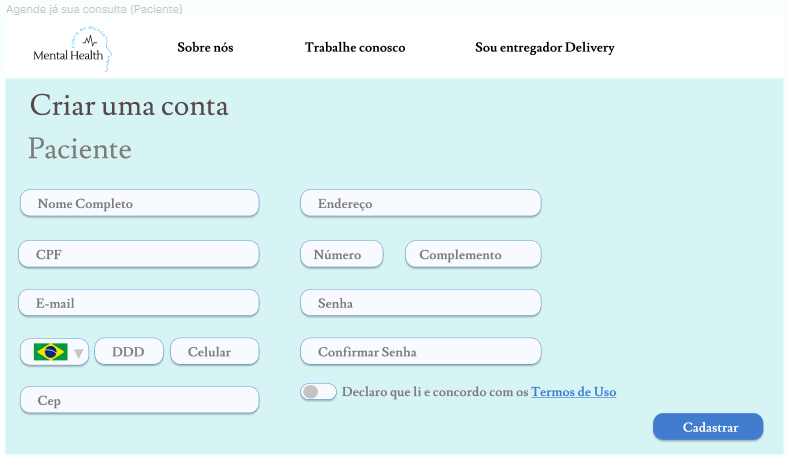 Agende já sua consulta (Paciente)
Mental Health
Sobre nós
Trabalhe conosco
Sou entregador Delivery
Criar uma conta
Paciente
Nome Completo
Endereço
CPF
Número
Complemento
E-mail
Senha
DDD
Celular
Confirmar Senha
Cep
Declaro que li e concordo com os Termos de Uso
Cadastrar